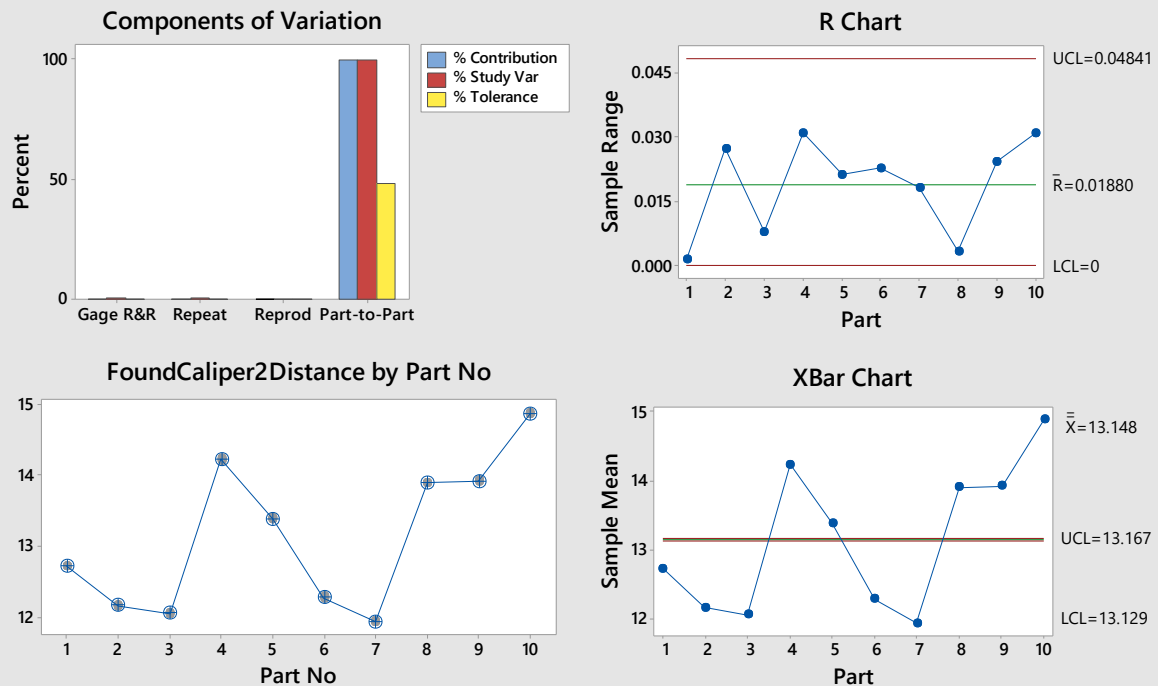 Components of Variation
100
50
0
Percent
Gage R&R Repeat Reprod Part-to-Part
% Contribution
% Study Var
% Tolerance
R Chart
0.045
0.030
0.015
0.000
Sample Range
UCL=0.04841
R̄=0.01880
LCL=0
1 2 3 4 5 6 7 8 9 10
Part
FoundCaliper2Distance by Part No
15
14
13
12
1 2 3 4 5 6 7 8 9 10
Part No
XBar Chart
15
14
13
12
Sample Mean
X̿=13.148
UCL=13.167
LCL=13.129
1 2 3 4 5 6 7 8 9 10
Part